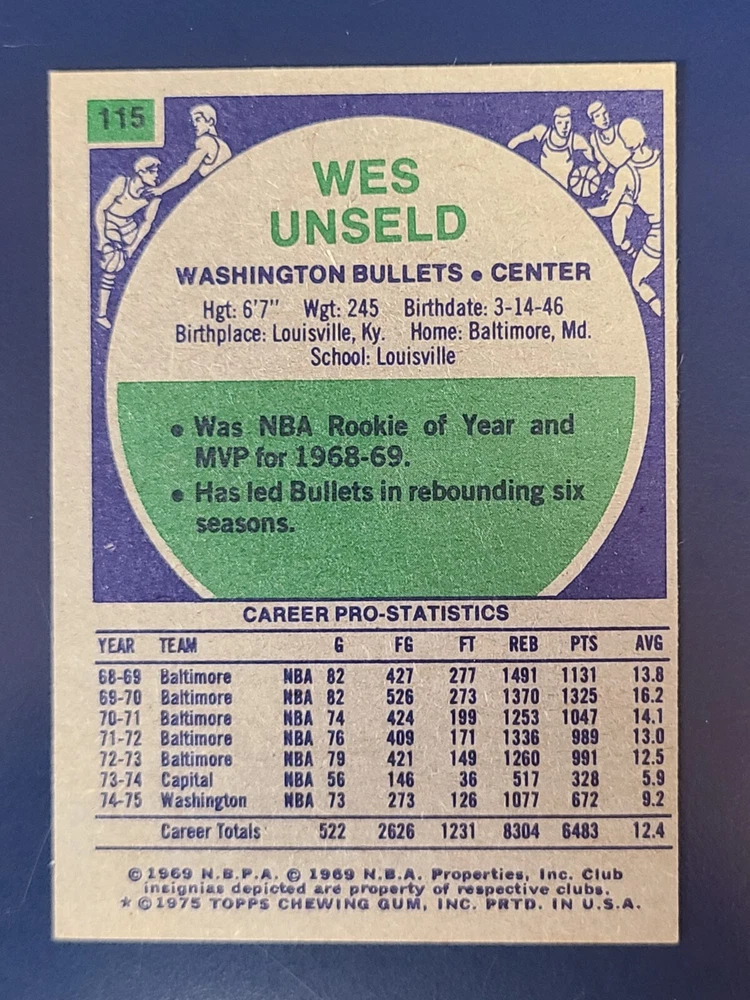 115
WES
UNSELD
WASHINGTON BULLETS • CENTER
Hgt: 6'7" Wgt: 245 Birthdate: 3-14-46
Birthplace: Louisville, Ky. Home: Baltimore, Md.
School: Louisville
• Was NBA Rookie of Year and
MVP for 1968-69.
• Has led Bullets in rebounding six
seasons.
CAREER PRO-STATISTICS
YEAR TEAM G FG FT REB PTS AVG
68-69 Baltimore NBA 82 427 277 1491 1131 13.8
69-70 Baltimore NBA 82 526 273 1370 1325 16.2
70-71 Baltimore NBA 74 424 199 1253 1047 14.1
71-72 Baltimore NBA 76 409 171 1336 989 13.0
72-73 Baltimore NBA 79 421 149 1260 991 12.5
73-74 Capital NBA 56 146 36 517 328 5.9
74-75 Washington NBA 73 273 126 1077 672 9.2
Career Totals 522 2626 1231 8304 6483 12.4
© 1969 N.B.P.A. © 1969 N.B.A. Properties, Inc. Club
insignias depicted are property of respective clubs.
* © 1975 TOPPS CHEWING GUM, INC. PRTD. IN U.S.A.